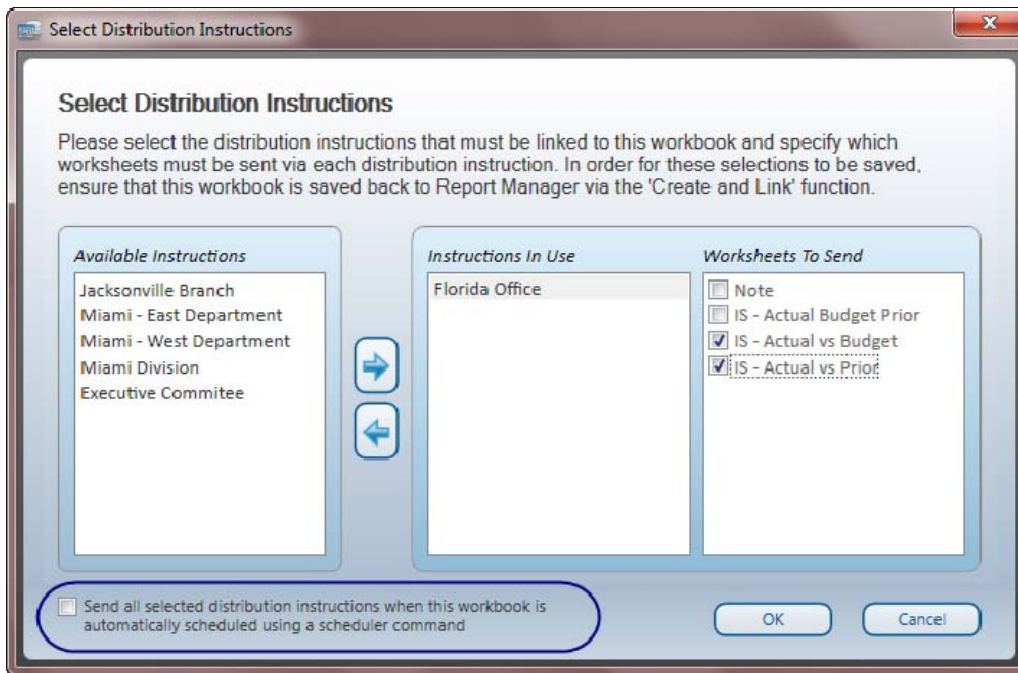 Select Distribution Instructions
Select Distribution Instructions
Please select the distribution instructions that must be linked to this workbook and specify which
worksheets must be sent via each distribution instruction. In order for these selections to be saved,
ensure that this workbook is saved back to Report Manager via the 'Create and Link' function.
Available Instructions
Jacksonville Branch
Miami - East Department
Miami - West Department
Miami Division
Executive Commitee
Instructions In Use
Florida Office
Worksheets To Send
Note
IS - Actual Budget Prior
IS - Actual vs Budget
IS - Actual vs Prior
Send all selected distribution instructions when this workbook is
automatically scheduled using a scheduler command
OK
Cancel